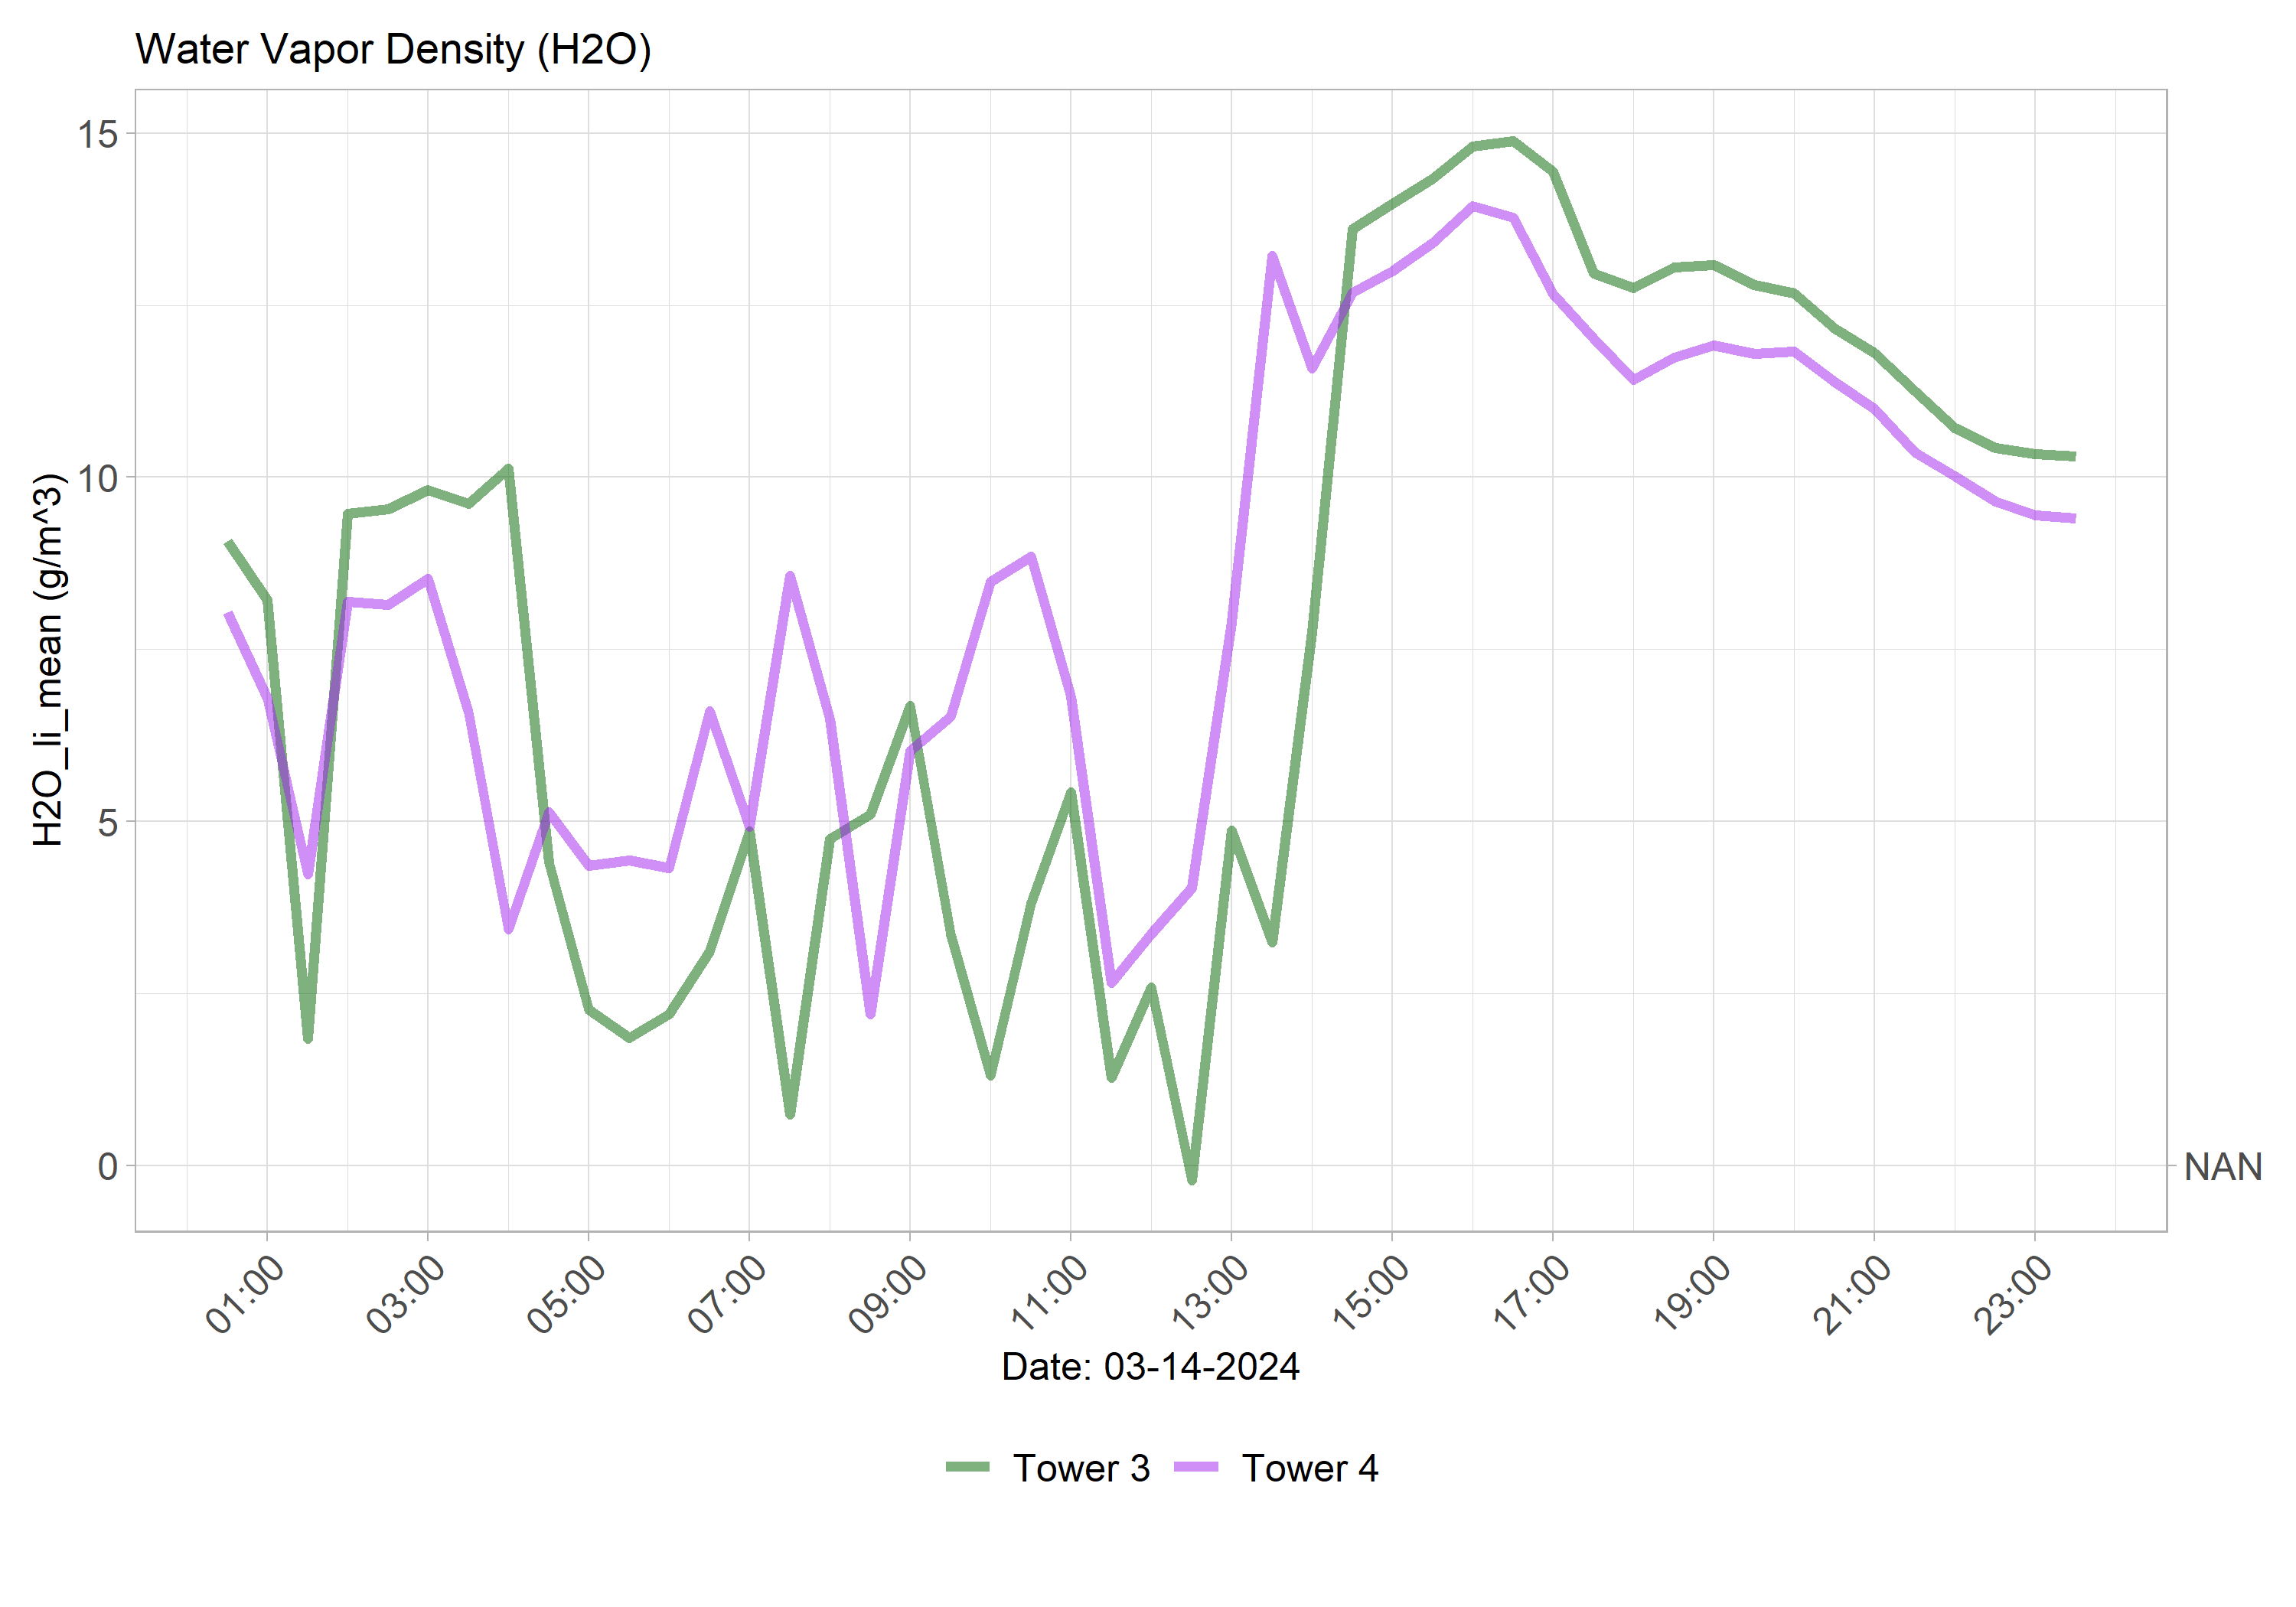 Water Vapor Density (H2O)
H2O_li_mean (g/m^3)
15
10
5
0
NAN
01:00 03:00 05:00 07:00 09:00 11:00 13:00 15:00 17:00 19:00 21:00 23:00
Date: 03-14-2024
Tower 3 Tower 4